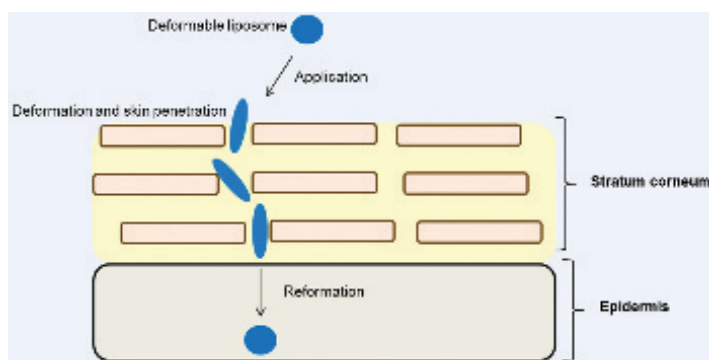 Deformable liposome
Application
Deformation and skin penetration
Stratum corneum
Reformation
Epidermis